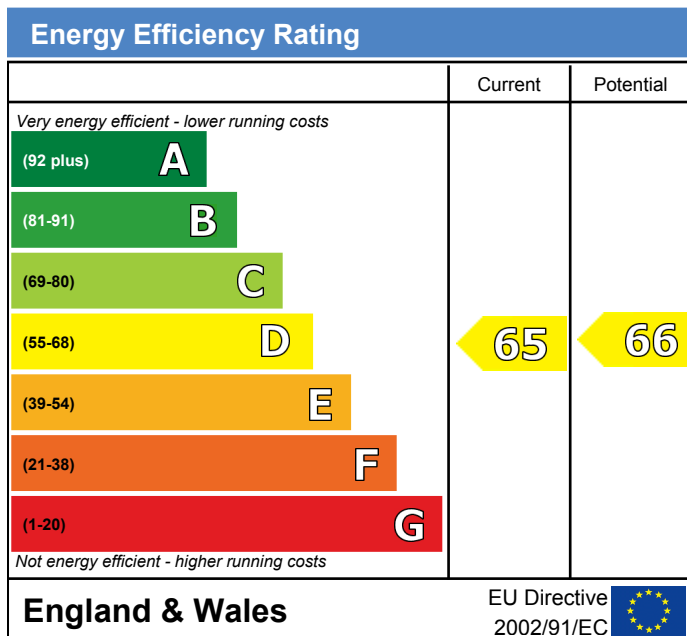 Energy Efficiency Rating
Current Potential
Very energy efficient - lower running costs
(92 plus) A
(81-91) B
(69-80) C
(55-68) D 65 66
(39-54) E
(21-38) F
(1-20) G
Not energy efficient - higher running costs
England & Wales
EU Directive
2002/91/EC